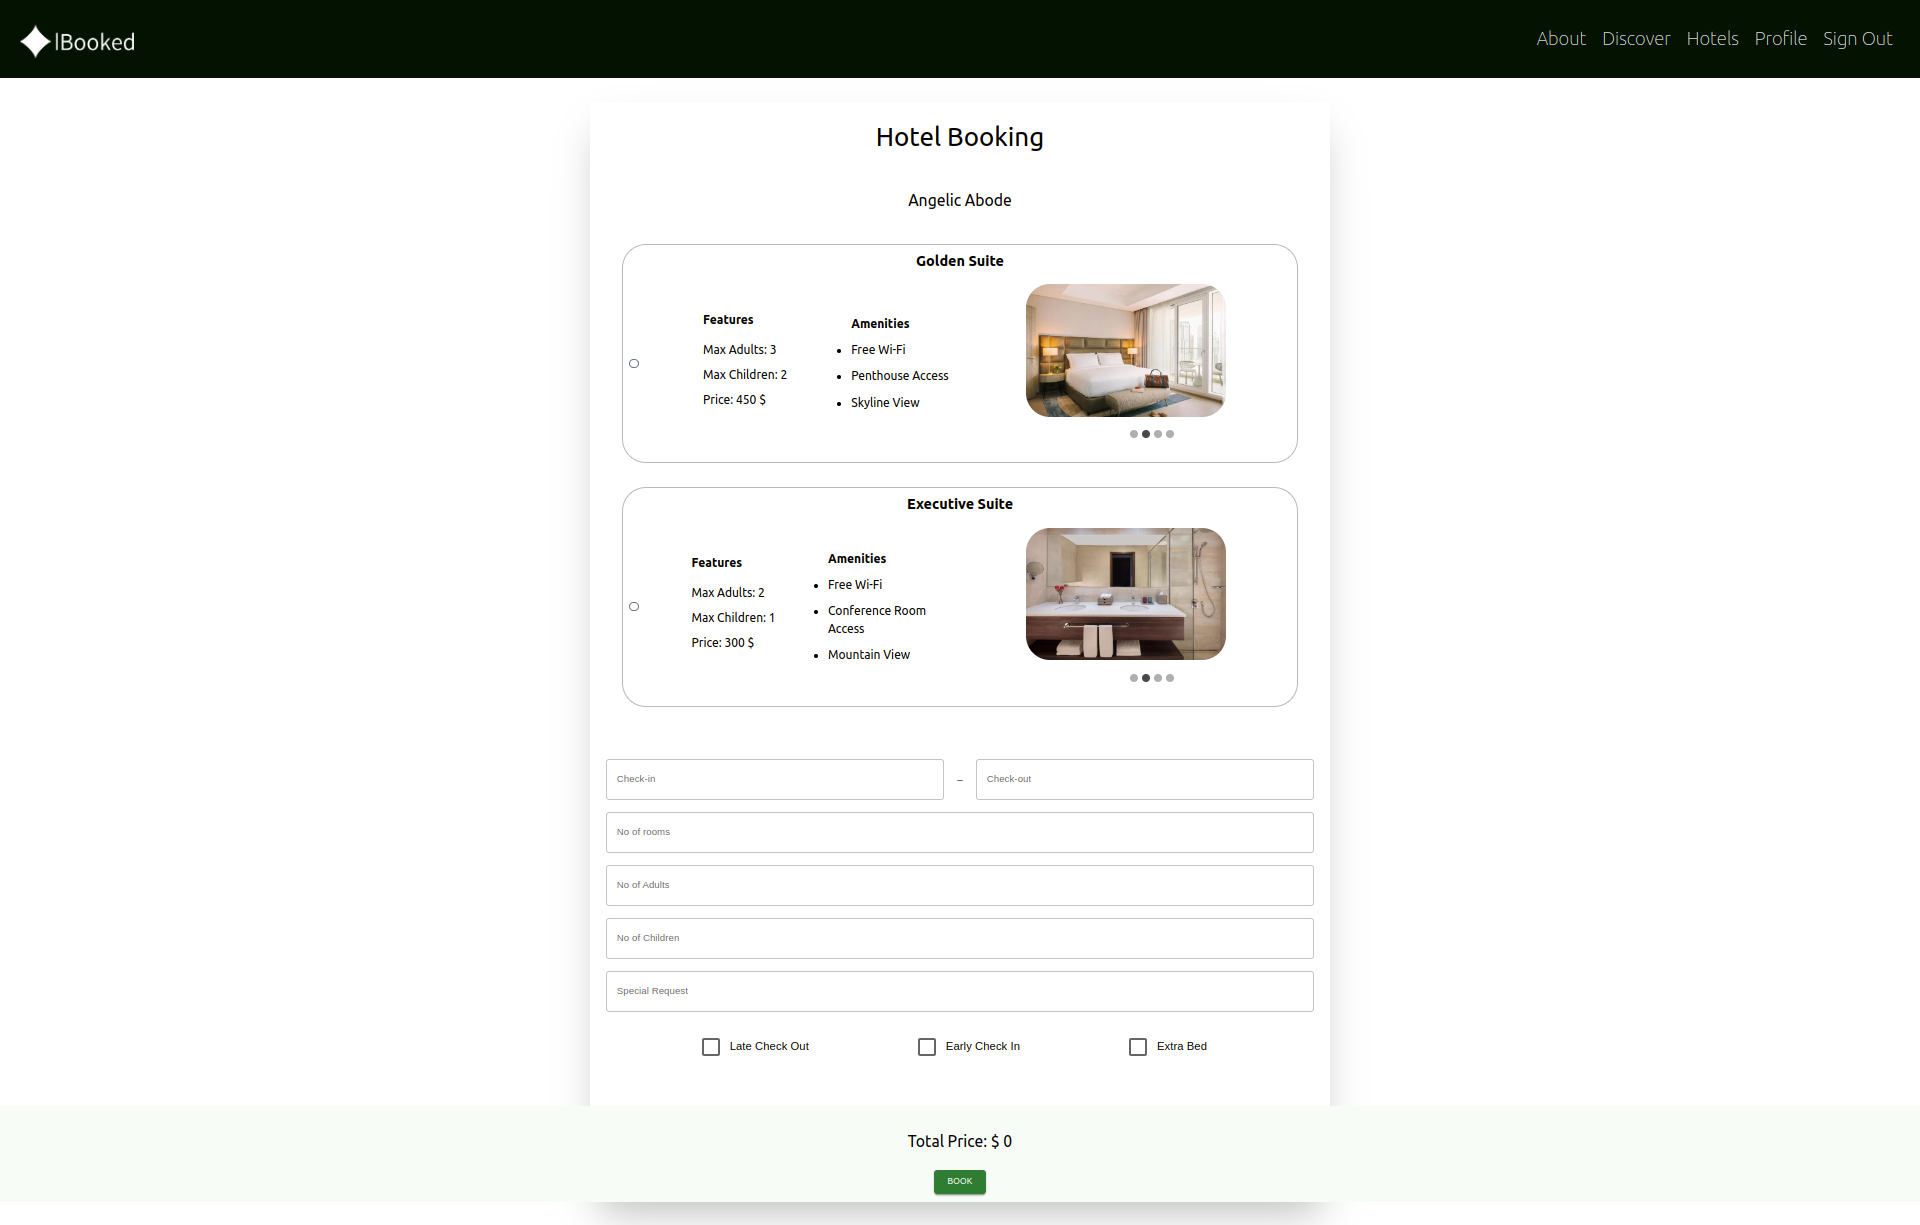 |Booked
About Discover Hotels Profile Sign Out
Hotel Booking
Angelic Abode
Golden Suite
Features
Max Adults: 3
Max Children: 2
Price: 450 $
Amenities
Free Wi-Fi
Penthouse Access
Skyline View
Executive Suite
Features
Max Adults: 2
Max Children: 1
Price: 300 $
Amenities
Free Wi-Fi
Conference Room
Access
Mountain View
Check-in – Check-out
No of rooms
No of Adults
No of Children
Special Request
Late Check Out Early Check In Extra Bed
Total Price: $ 0
BOOK